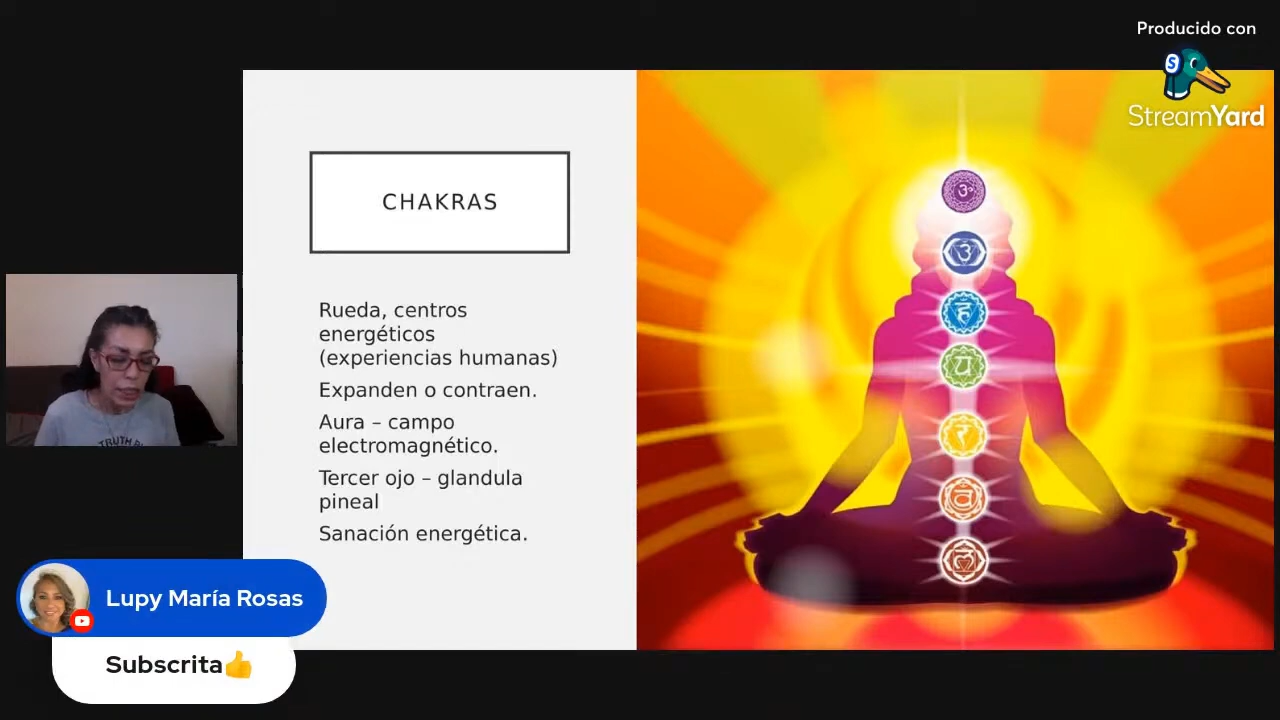 Producido con
StreamYard
CHAKRAS
Rueda, centros
energéticos
(experiencias humanas)
Expanden o contraen.
Aura – campo
electromagnético.
Tercer ojo – glandula
pineal
Sanación energética.
TRUTH
Lupy María Rosas
Subscrita👍